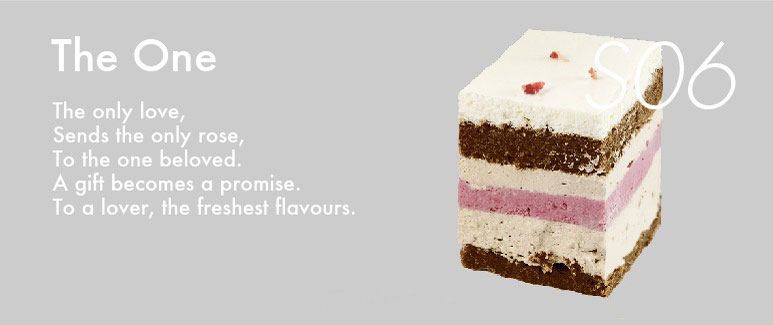 The One
S06
The only love,
Sends the only rose,
To the one beloved.
A gift becomes a promise.
To a lover, the freshest flavours.